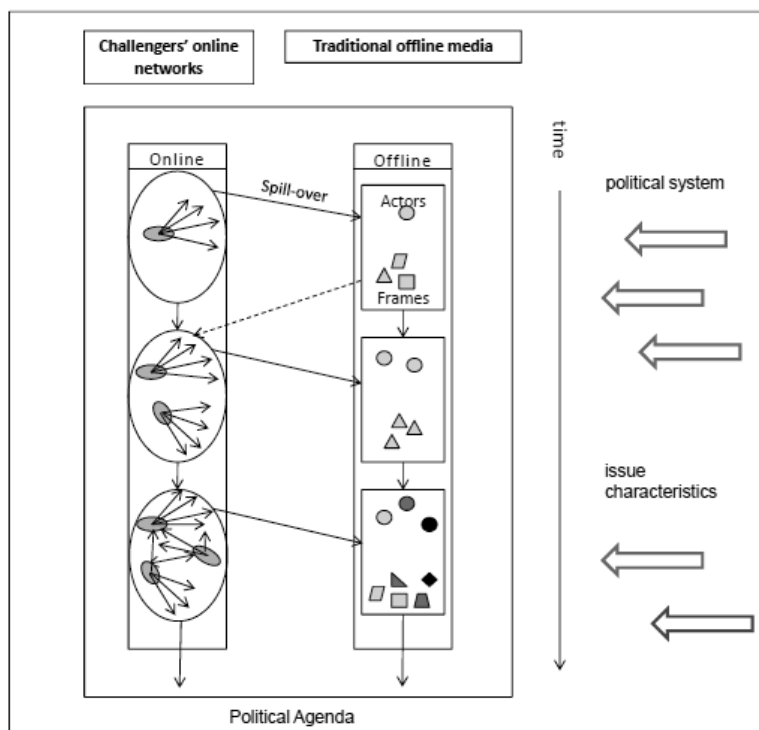 Challengers’ online
networks
Traditional offline media
Online
Offline
time
Spill-over
Actors
Frames
political system
issue
characteristics
Political Agenda